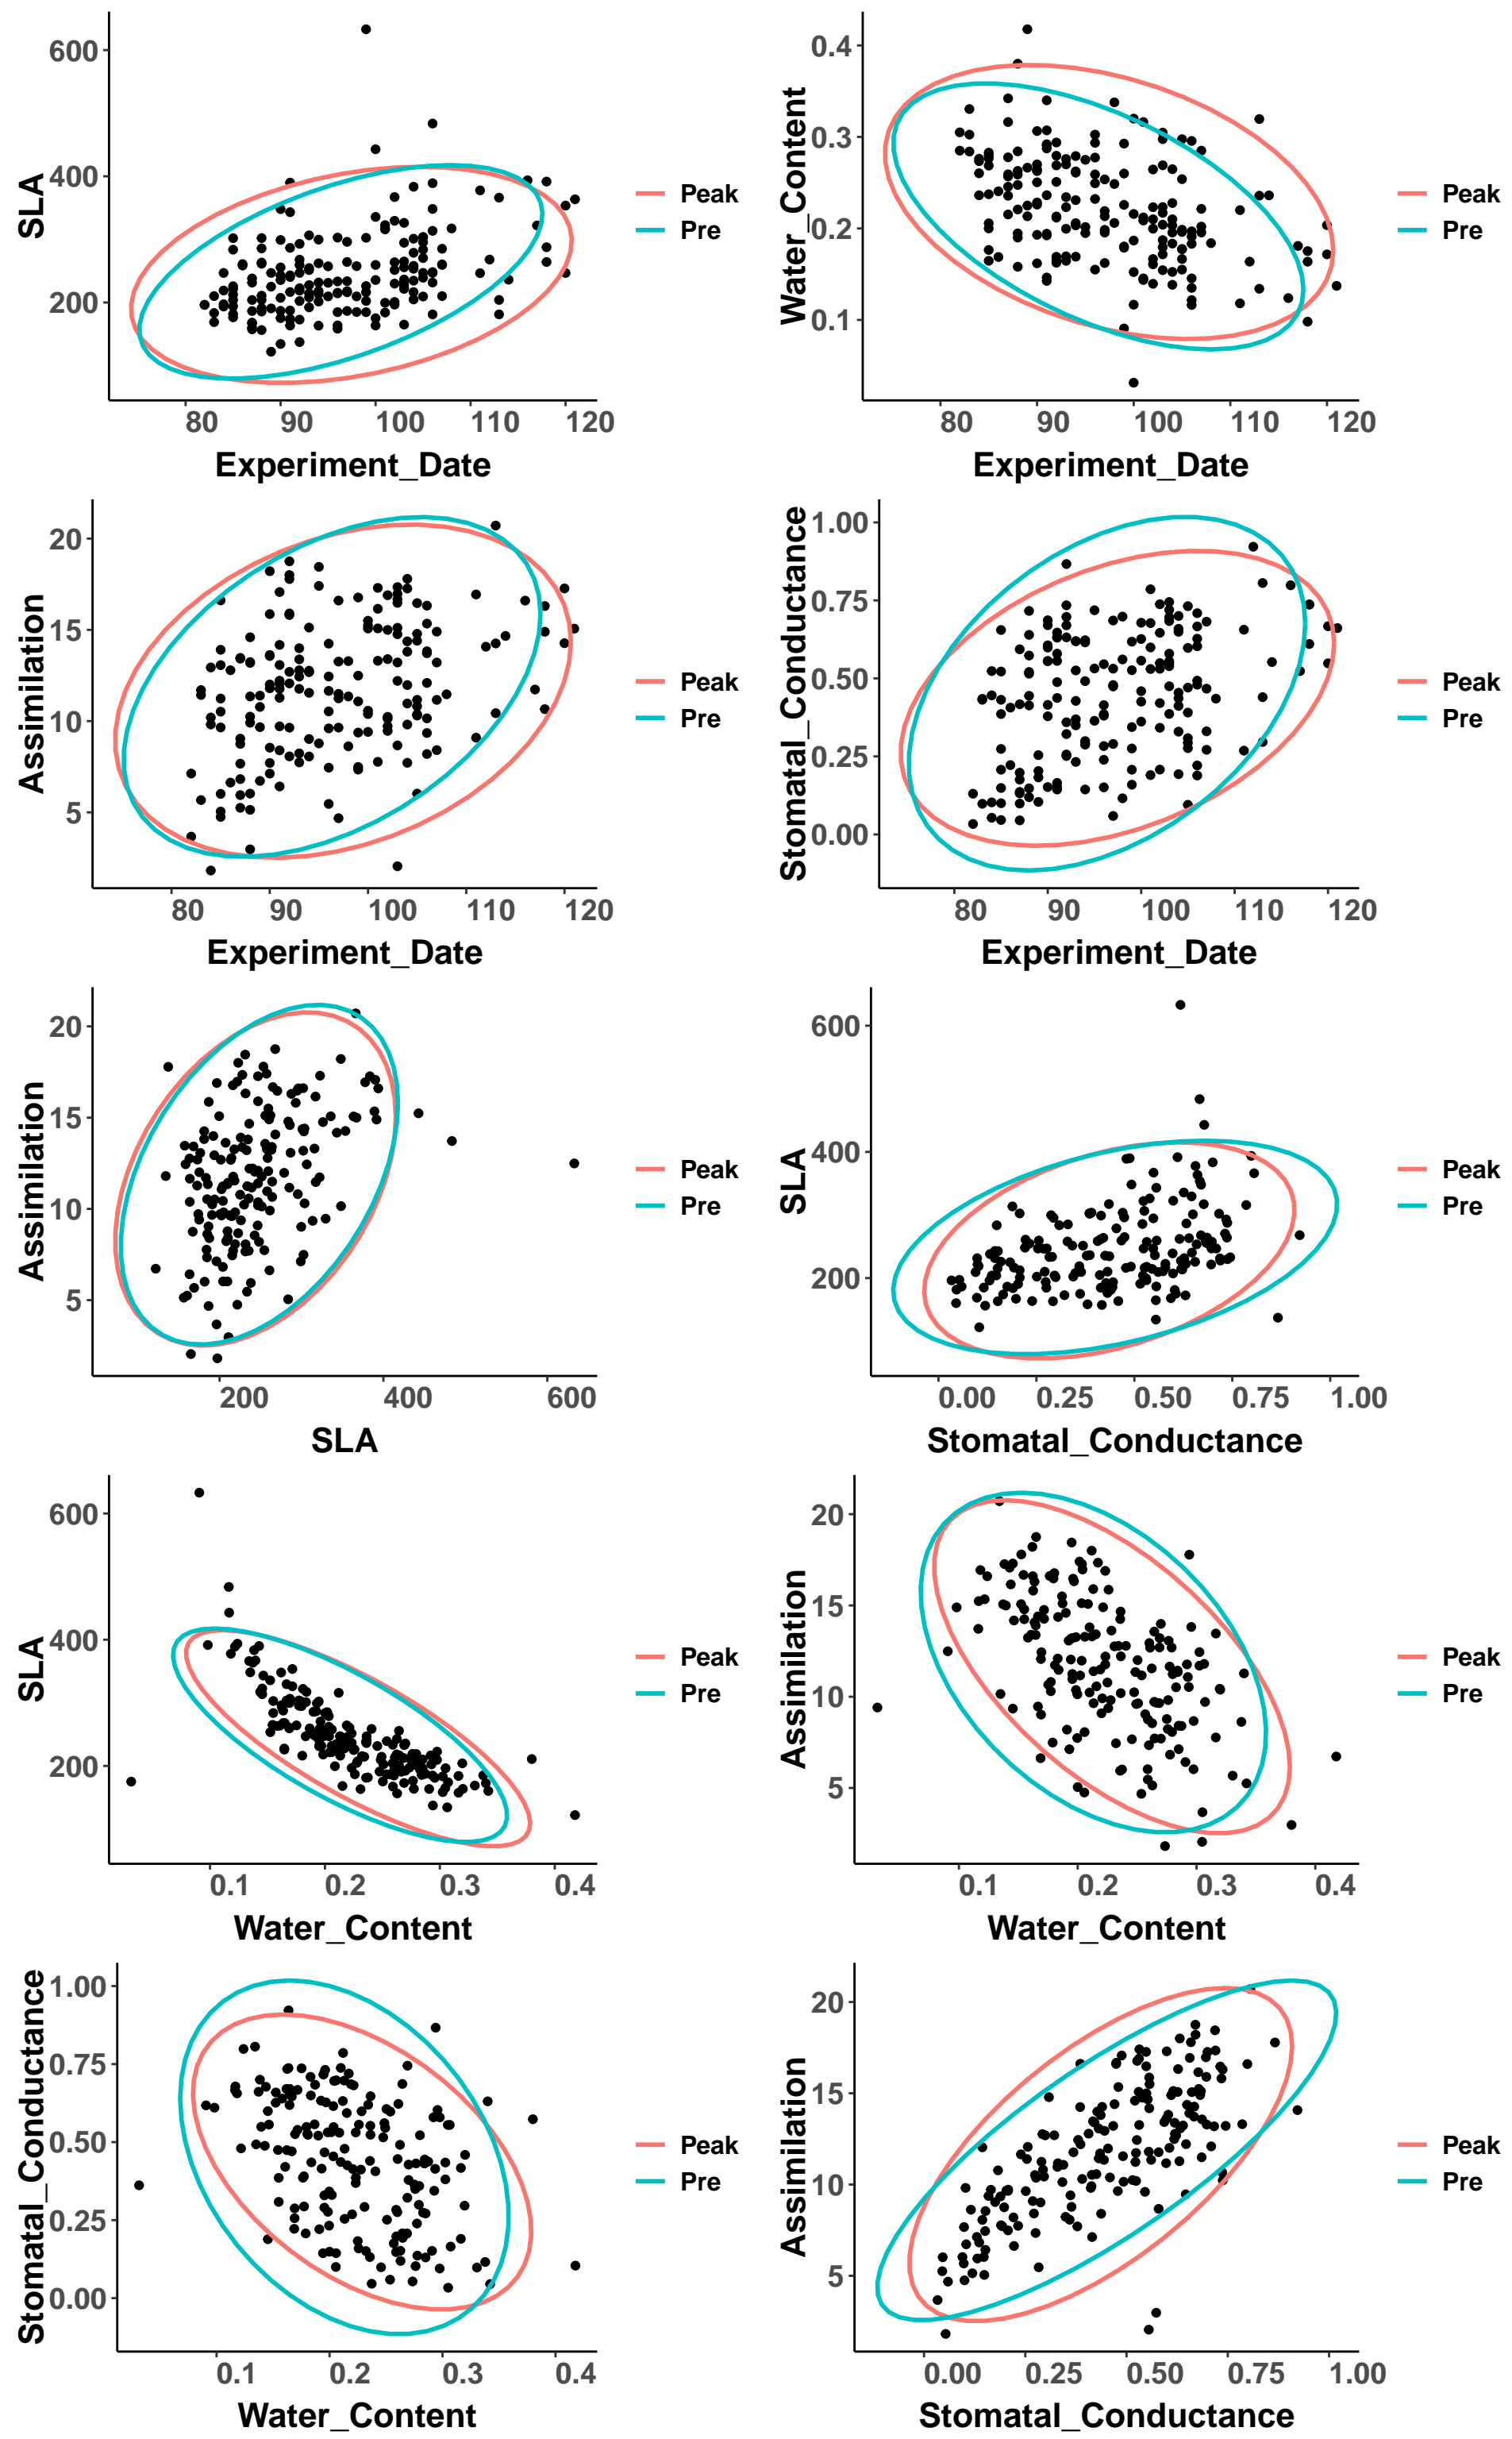 SLA
600
400
200
80 90 100 110 120
Experiment_Date
Peak
Pre
Water_Content
0.4
0.3
0.2
0.1
80 90 100 110 120
Experiment_Date
Peak
Pre
Assimilation
20
15
10
5
80 90 100 110 120
Experiment_Date
Peak
Pre
Stomatal_Conductance
1.00
0.75
0.50
0.25
0.00
80 90 100 110 120
Experiment_Date
Peak
Pre
Assimilation
20
15
10
5
200 400 600
SLA
Peak
Pre
SLA
600
400
200
0.00 0.25 0.50 0.75 1.00
Stomatal_Conductance
Peak
Pre
SLA
600
400
200
0.1 0.2 0.3 0.4
Water_Content
Peak
Pre
Assimilation
20
15
10
5
0.1 0.2 0.3 0.4
Water_Content
Peak
Pre
Stomatal_Conductance
1.00
0.75
0.50
0.25
0.00
0.1 0.2 0.3 0.4
Water_Content
Peak
Pre
Assimilation
20
15
10
5
0.00 0.25 0.50 0.75 1.00
Stomatal_Conductance
Peak
Pre